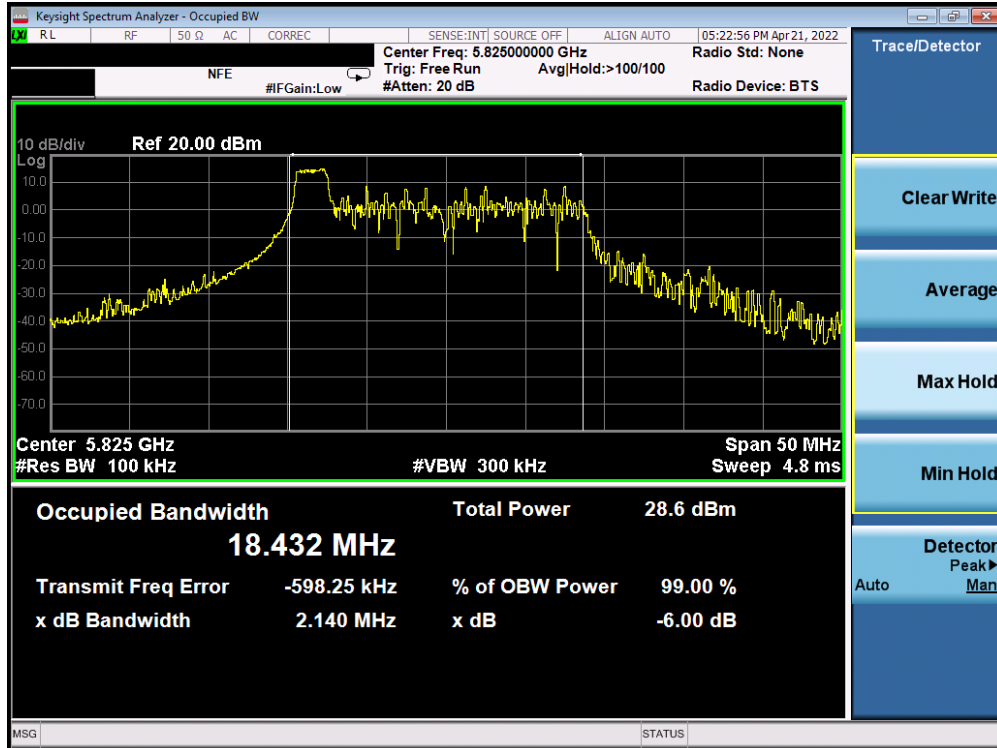 Keysight Spectrum Analyzer - Occupied BW
LXI RL RF 50 Ω AC CORREC SENSE:INT SOURCE OFF ALIGN AUTO 05:22:56 PM Apr 21, 2022
Center Freq: 5.825000000 GHz Radio Std: None
NFE Trig: Free Run Avg|Hold:>100/100
#IFGain:Low #Atten: 20 dB Radio Device: BTS
Trace/Detector
10 dB/div Ref 20.00 dBm
Log
10.0
0.00
-10.0
-20.0
-30.0
-40.0
-50.0
-60.0
-70.0
Center 5.825 GHz Span 50 MHz
#Res BW 100 kHz #VBW 300 kHz Sweep 4.8 ms
Occupied Bandwidth Total Power 28.6 dBm
18.432 MHz
Transmit Freq Error -598.25 kHz % of OBW Power 99.00 %
x dB Bandwidth 2.140 MHz x dB -6.00 dB
Clear Write
Average
Max Hold
Min Hold
Detector
Peak▶
Auto Man
MSG STATUS